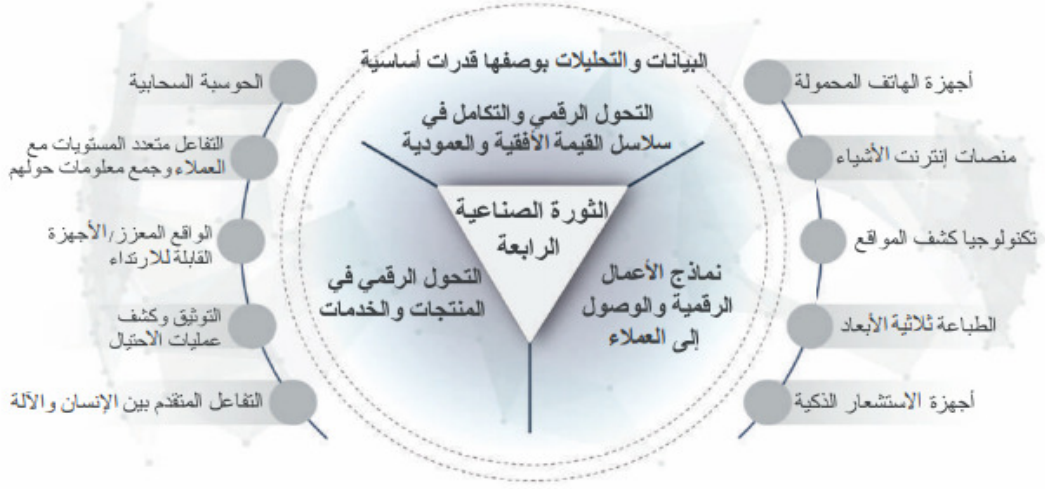 البيانات والتحليلات بوصفها قدرات أساسية
التحول الرقمي والتكامل في
سلاسل القيمة الأفقية والعمودية
الثورة الصناعية
الرابعة
نماذج الأعمال
الرقمية والوصول
إلى العملاء
التحول الرقمي في
المنتجات والخدمات
أجهزة الهاتف المحمولة
منصات إنترنت الأشياء
تكنولوجيا كشف المواقع
الطباعة ثلاثية الأبعاد
أجهزة الاستشعار الذكية
الحوسبة السحابية
التفاعل متعدد المستويات مع
العملاء وجمع معلومات حولهم
الواقع المعزز/الأجهزة
القابلة للارتداء
التوثيق وكشف
عمليات الاحتيال
التفاعل المتقدم بين الإنسان والآلة